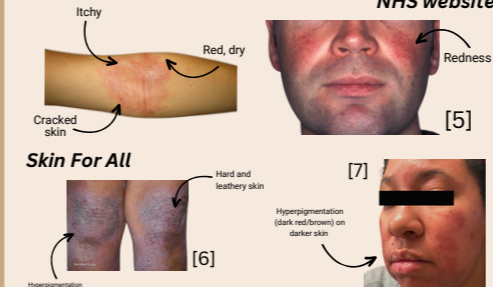 NHS website
Itchy
Red, dry
Redness
Cracked
skin
[5]
Skin For All
Hard and
leathery skin
[7]
Hyperpigmentation
(dark red/brown) on
darker skin
[6]
Hyperpigmentation